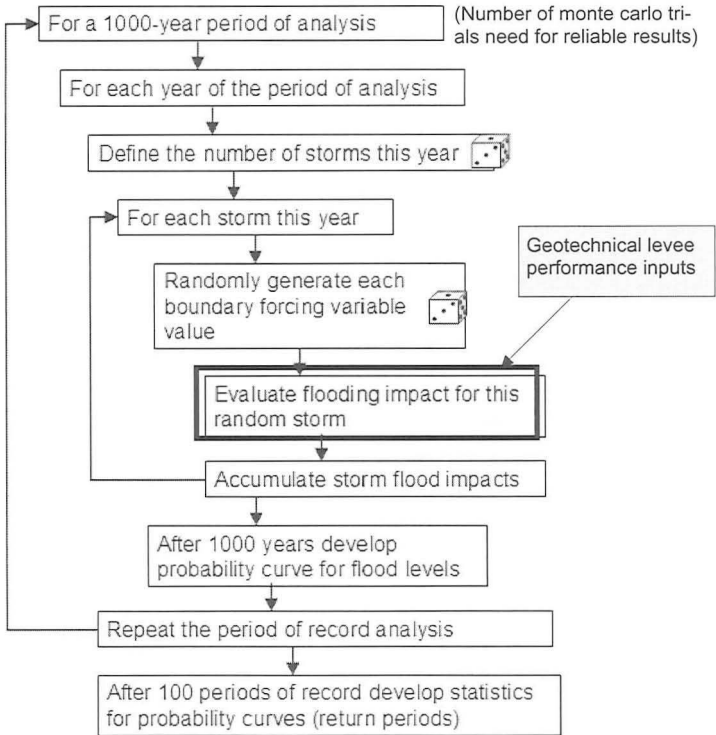 For a 1000-year period of analysis
(Number of monte carlo tri-
als need for reliable results)
For each year of the period of analysis
Define the number of storms this year
For each storm this year
Geotechnical levee
performance inputs
Randomly generate each
boundary forcing variable
value
Evaluate flooding impact for this
random storm
Accumulate storm flood impacts
After 1000 years develop
probability curve for flood levels
Repeat the period of record analysis
After 100 periods of record develop statistics
for probability curves (return periods)